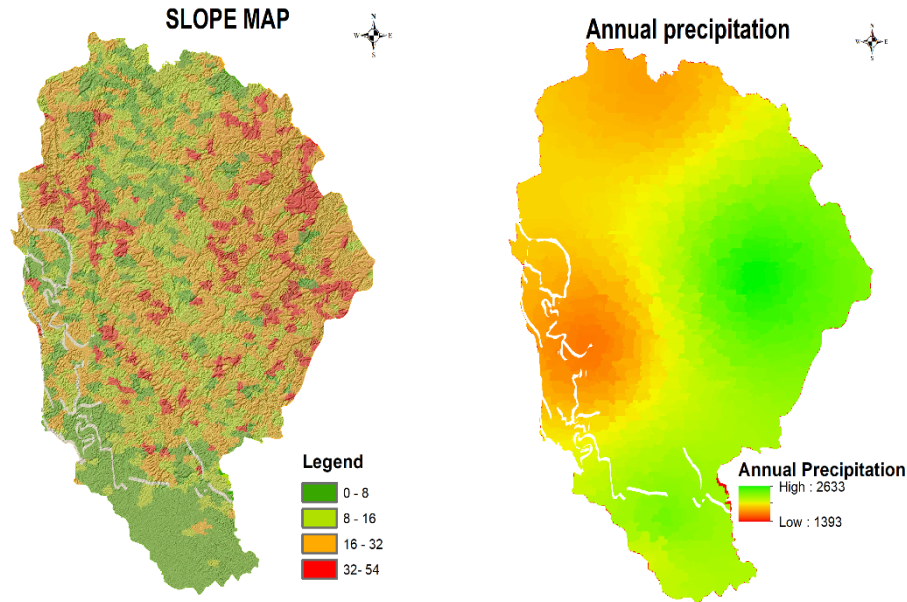 SLOPE MAP
N
W
E
S
Legend
0 - 8
8 - 16
16 - 32
32- 54
Annual precipitation
N
W
E
S
Annual Precipitation
High : 2633
Low : 1393